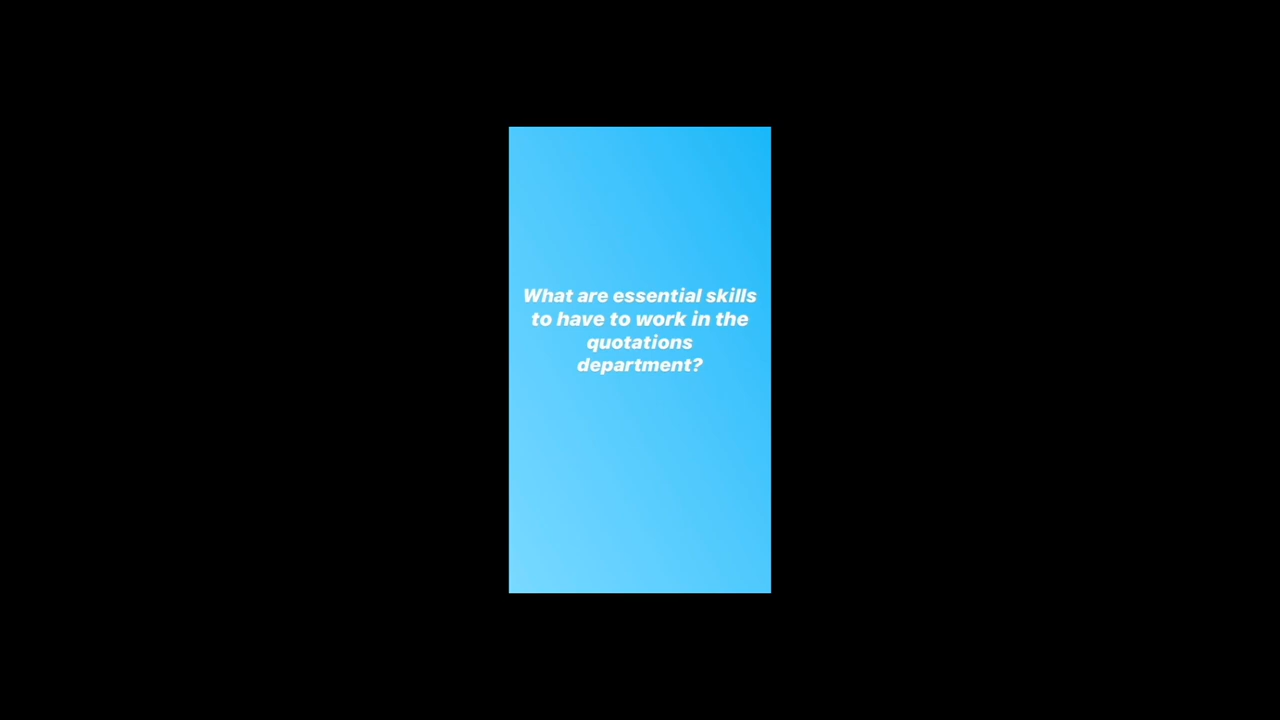 What are essential skills
to have to work in the
quotations
department?